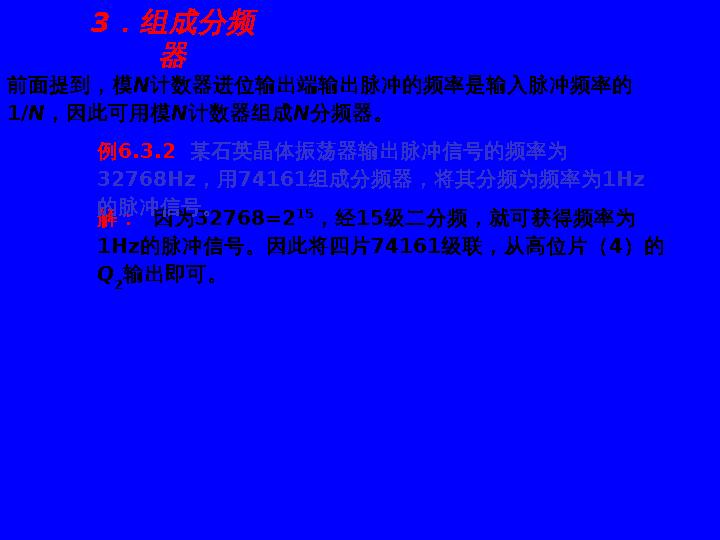 3．组成分频
器
前面提到，模N计数器进位输出端输出脉冲的频率是输入脉冲频率的
1/N，因此可用模N计数器组成N分频器。
例6.3.2 某石英晶体振荡器输出脉冲信号的频率为
32768Hz，用74161组成分频器，将其分频为频率为1Hz
的脉冲信号。
解： 因为32768=2¹⁵，经15级二分频，就可获得频率为
1Hz的脉冲信号。因此将四片74161级联，从高位片（4）的
Q₂输出即可。